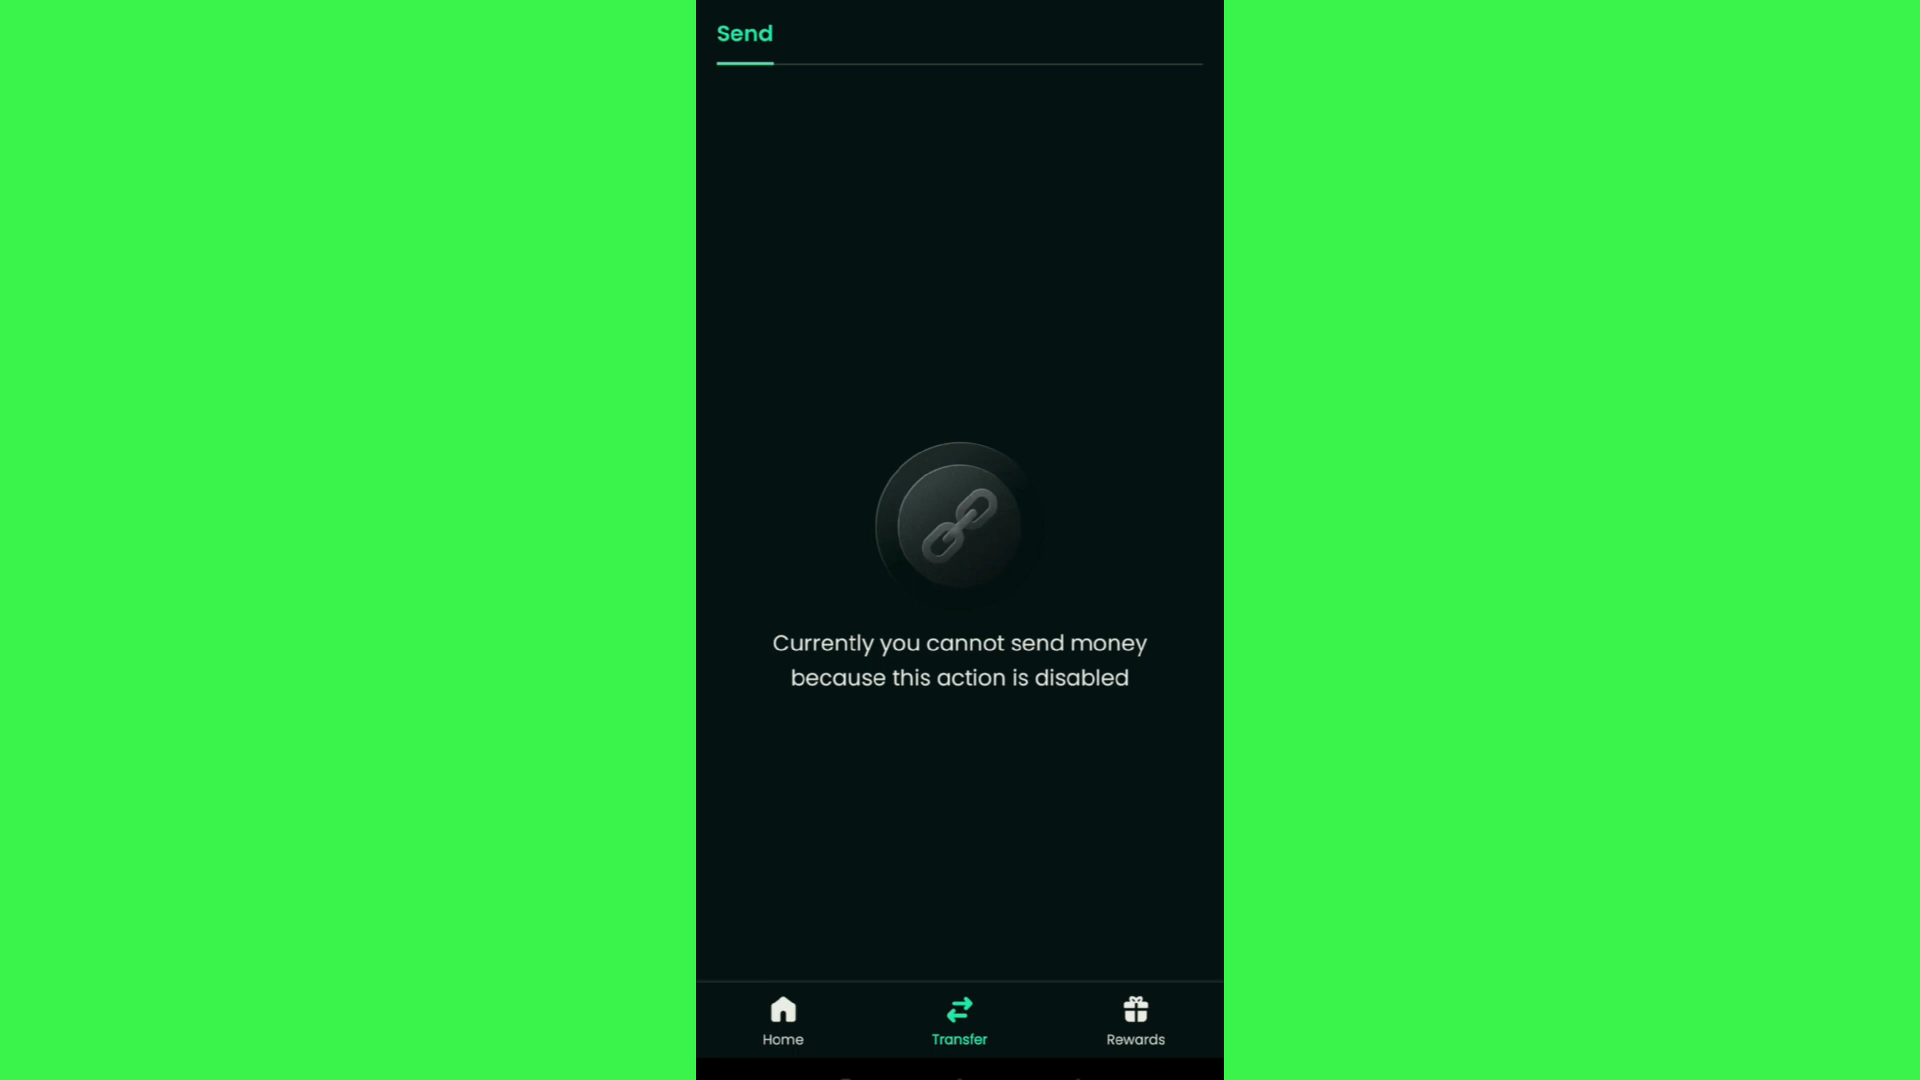 Send
Currently you cannot send money
because this action is disabled
Home
Transfer
Rewards